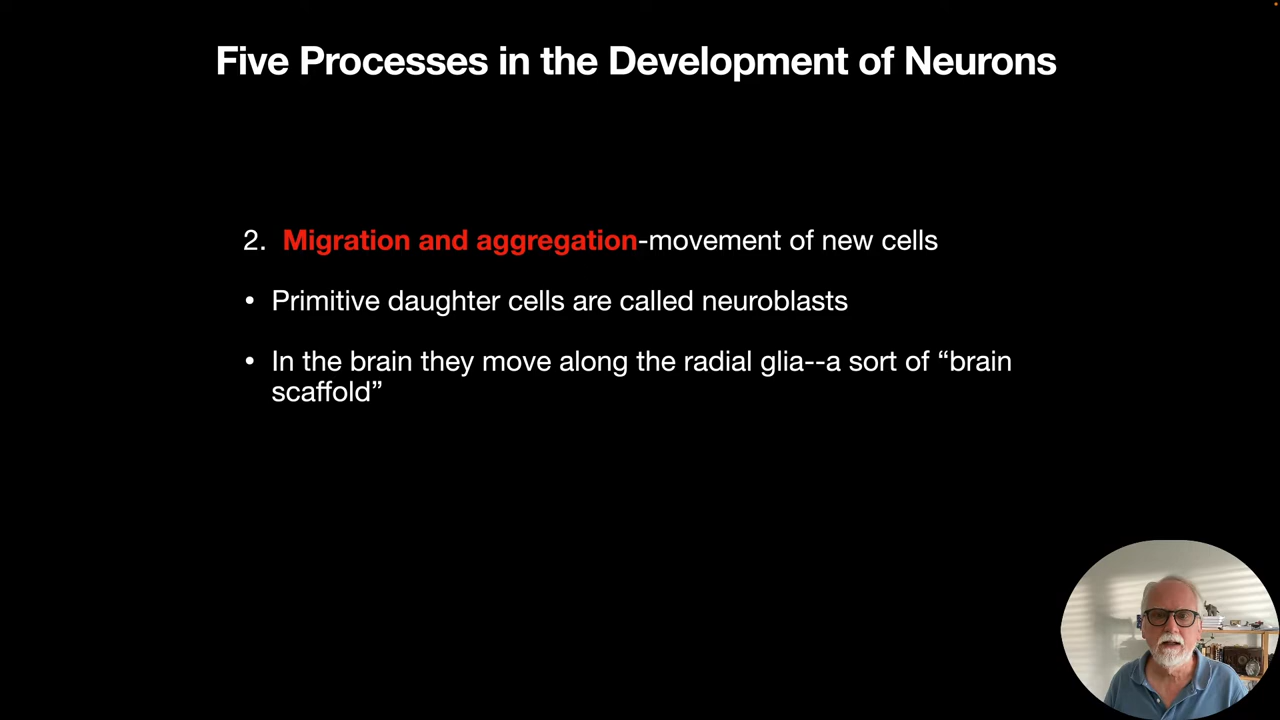 Five Processes in the Development of Neurons
2. Migration and aggregation-movement of new cells
• Primitive daughter cells are called neuroblasts
• In the brain they move along the radial glia--a sort of “brain
scaffold”